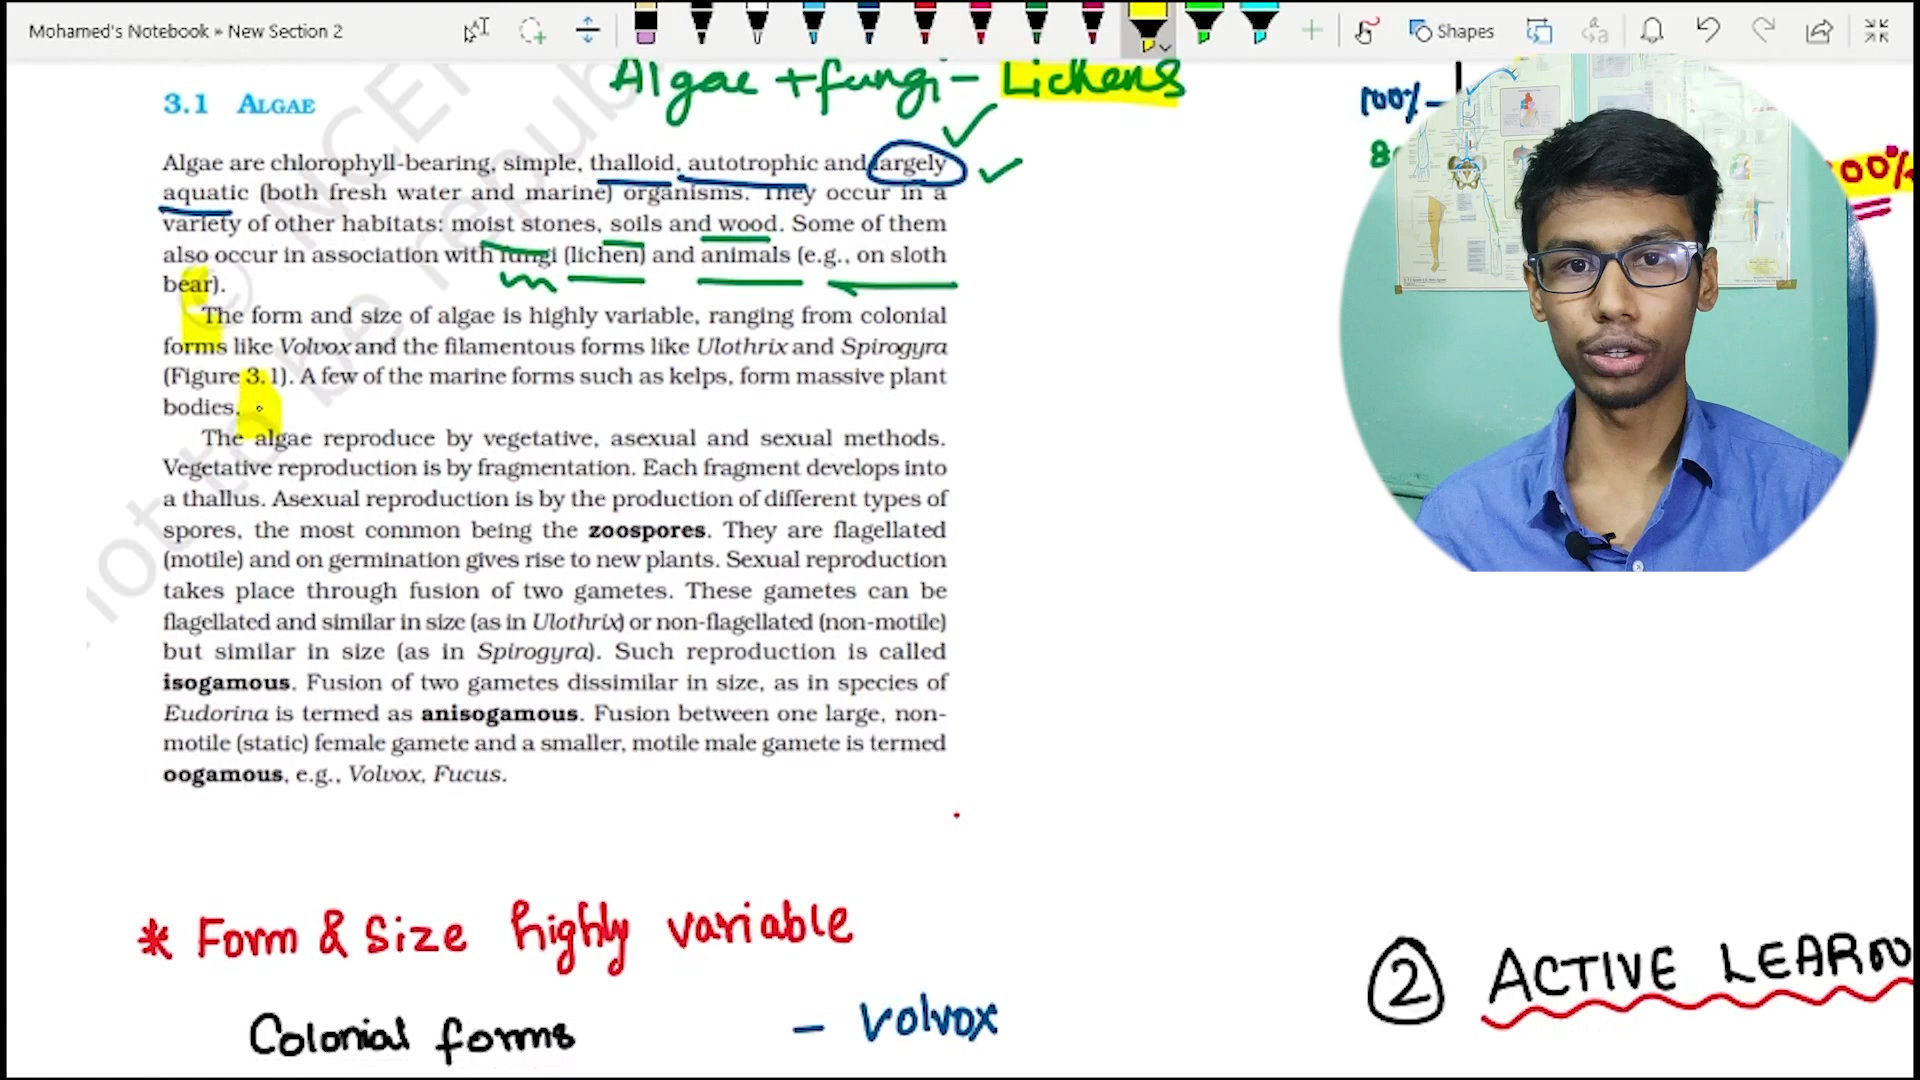 Mohamed's Notebook » New Section 2
Shapes
Algae + fungi - Lichens
100%
00%
3.1 ALGAE
Algae are chlorophyll-bearing, simple, thalloid, autotrophic and largely
aquatic (both fresh water and marine) organisms. They occur in a
variety of other habitats: moist stones, soils and wood. Some of them
also occur in association with fungi (lichen) and animals (e.g., on sloth
bear).
The form and size of algae is highly variable, ranging from colonial
forms like Volvox and the filamentous forms like Ulothrix and Spirogyra
(Figure 3.1). A few of the marine forms such as kelps, form massive plant
bodies.
The algae reproduce by vegetative, asexual and sexual methods.
Vegetative reproduction is by fragmentation. Each fragment develops into
a thallus. Asexual reproduction is by the production of different types of
spores, the most common being the zoospores. They are flagellated
(motile) and on germination gives rise to new plants. Sexual reproduction
takes place through fusion of two gametes. These gametes can be
flagellated and similar in size (as in Ulothrix) or non-flagellated (non-motile)
but similar in size (as in Spirogyra). Such reproduction is called
isogamous. Fusion of two gametes dissimilar in size, as in species of
Eudorina is termed as anisogamous. Fusion between one large, non-
motile (static) female gamete and a smaller, motile male gamete is termed
oogamous, e.g., Volvox, Fucus.
* Form & Size highly variable
Colonial forms - Volvox
2 ACTIVE LEARN